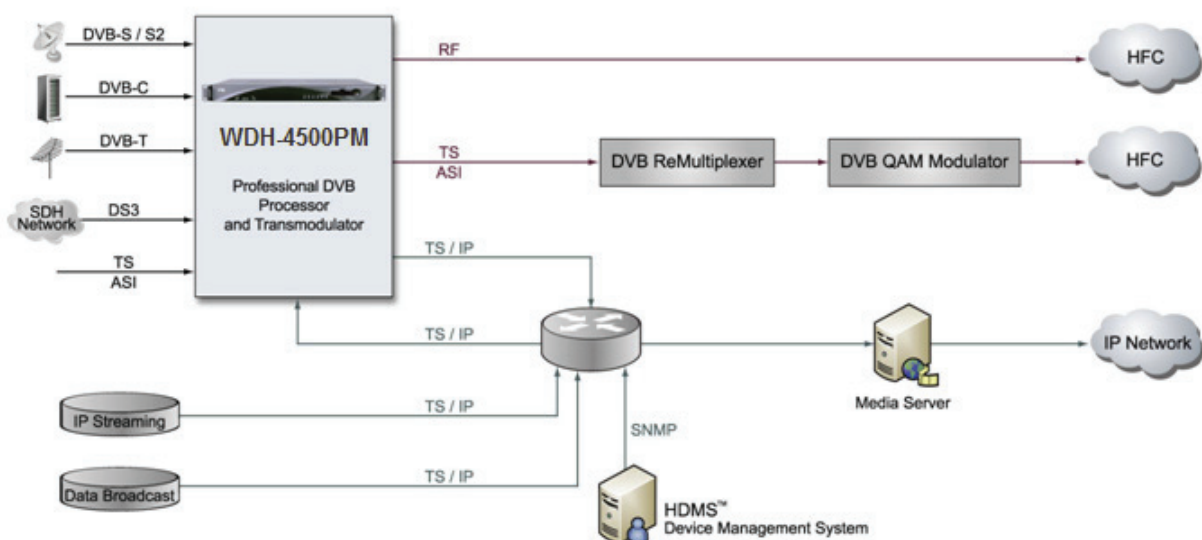 DVB-S / S2
DVB-C
DVB-T
SDH
Network
DS3
TS
ASI
WDH-4500PM
Professional DVB
Processor
and Transmodulator
RF
HFC
TS
ASI
DVB ReMultiplexer
DVB QAM Modulator
HFC
TS / IP
TS / IP
Media Server
IP Network
IP Streaming
TS / IP
SNMP
Data Broadcast
TS / IP
HDMS™
Device Management System